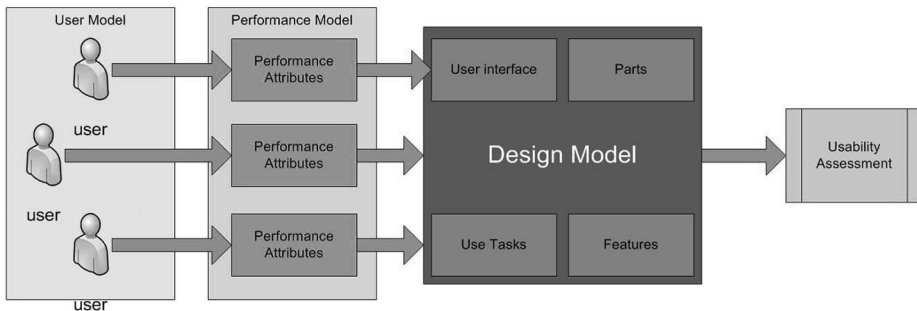 User Model
user
user
user
Performance Model
Performance
Attributes
Performance
Attributes
Performance
Attributes
User interface
Parts
Design Model
Use Tasks
Features
Usability
Assessment